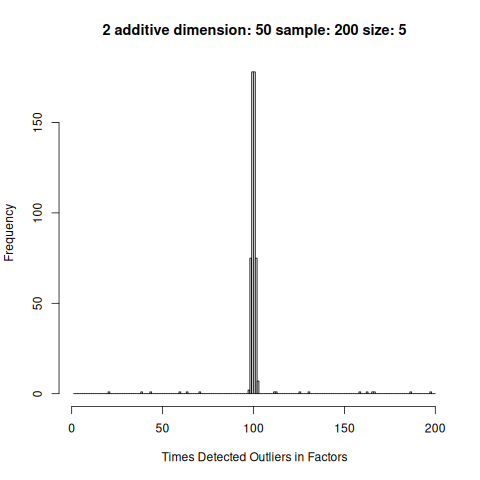 2 additive dimension: 50 sample: 200 size: 5
Frequency
150
100
50
0
0 50 100 150 200
Times Detected Outliers in Factors